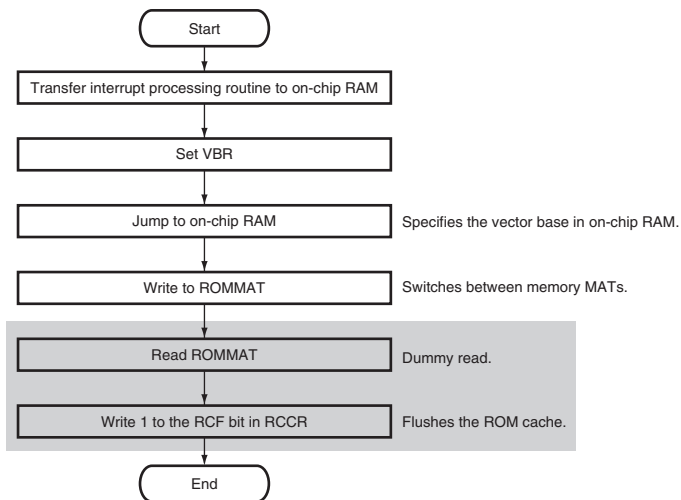 Start
Transfer interrupt processing routine to on-chip RAM
Set VBR
Jump to on-chip RAM
Specifies the vector base in on-chip RAM.
Write to ROMMAT
Switches between memory MATs.
Read ROMMAT
Dummy read.
Write 1 to the RCF bit in RCCR
Flushes the ROM cache.
End